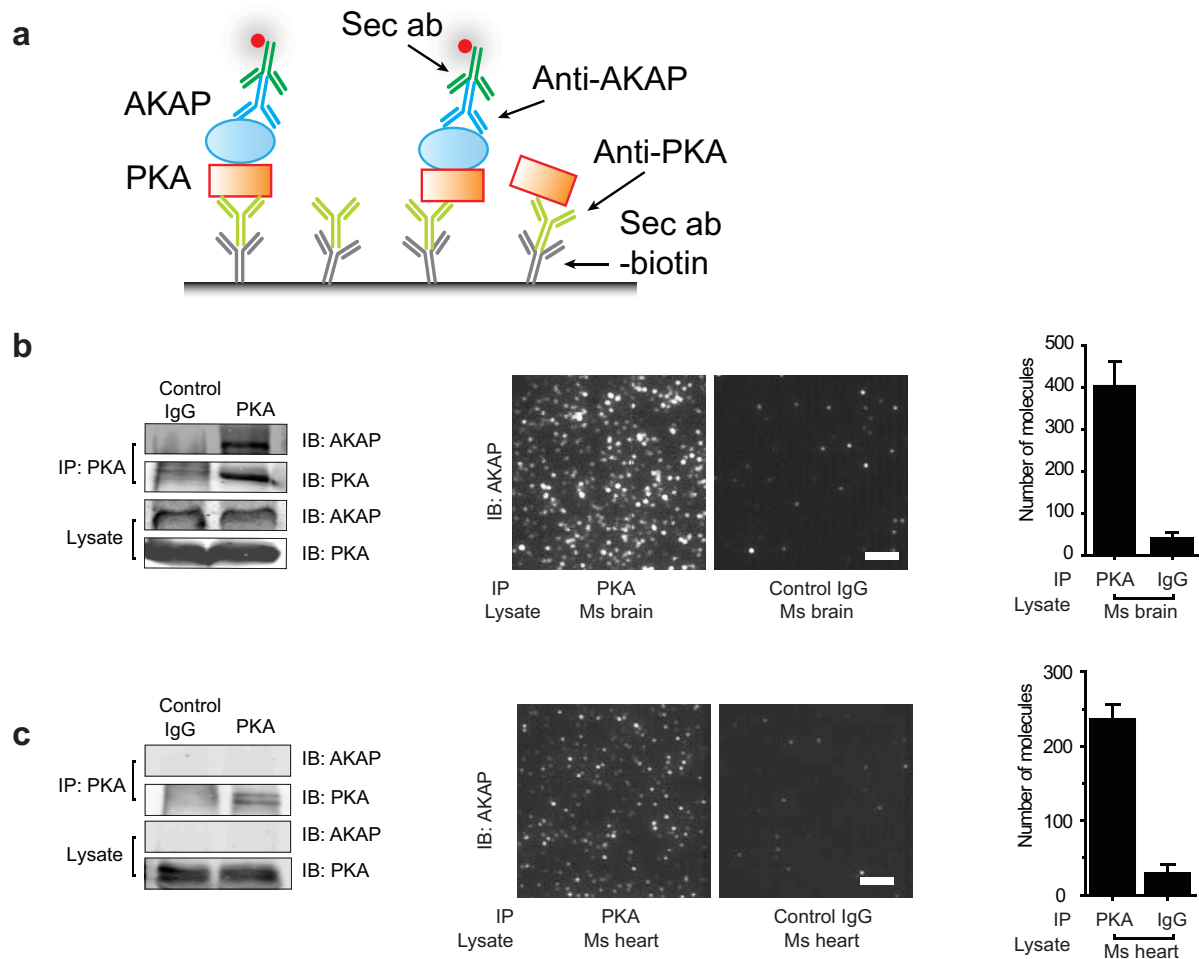 a
Sec ab
AKAP
Anti-AKAP
PKA
Anti-PKA
Sec ab
-biotin
b
Control
IgG
PKA
IP: PKA
IB: AKAP
IB: PKA
Lysate
IB: AKAP
IB: PKA
IB: AKAP
IP
PKA
Control IgG
Lysate
Ms brain
Ms brain
Number of molecules
500
400
300
200
100
0
IP
PKA
IgG
Lysate
Ms brain
c
Control
IgG
PKA
IP: PKA
IB: AKAP
IB: PKA
Lysate
IB: AKAP
IB: PKA
IB: AKAP
IP
PKA
Control IgG
Lysate
Ms heart
Ms heart
Number of molecules
300
200
100
0
IP
PKA
IgG
Lysate
Ms heart